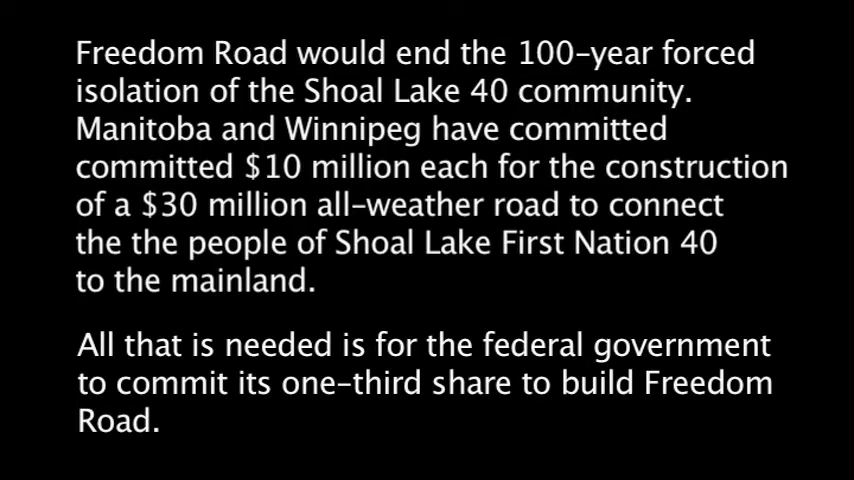 Freedom Road would end the 100-year forced
isolation of the Shoal Lake 40 community.
Manitoba and Winnipeg have committed
committed $10 million each for the construction
of a $30 million all-weather road to connect
the the people of Shoal Lake First Nation 40
to the mainland.
All that is needed is for the federal government
to commit its one-third share to build Freedom
Road.